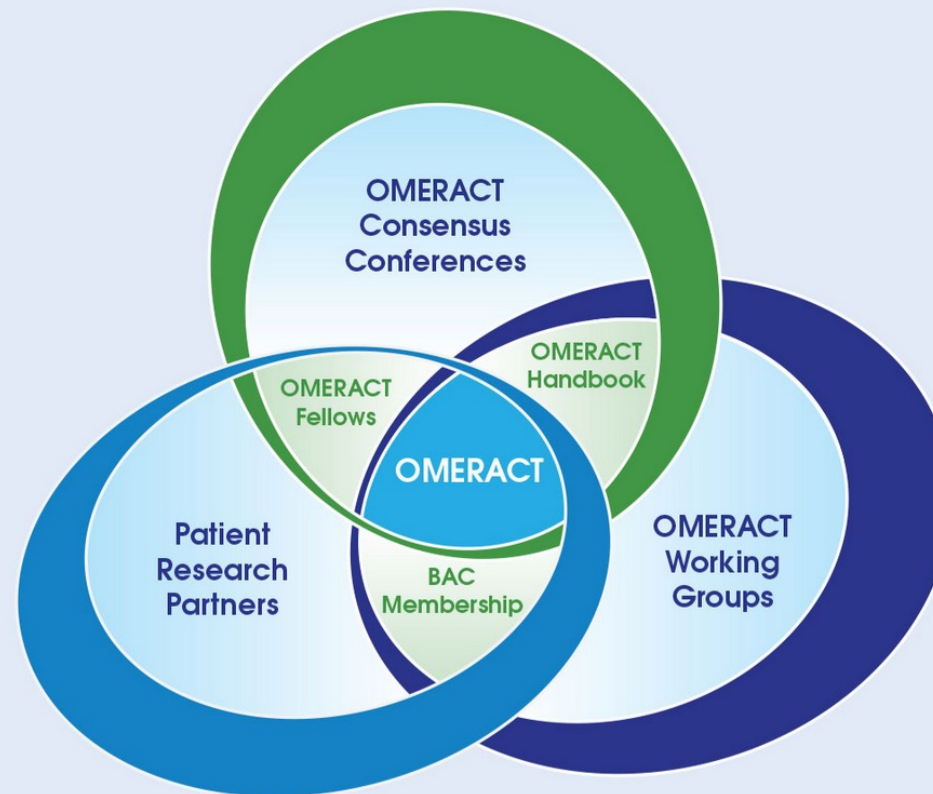 OMERACT
Consensus
Conferences
OMERACT
Handbook
OMERACT
Fellows
OMERACT
Patient
Research
Partners
OMERACT
Working
Groups
BAC
Membership